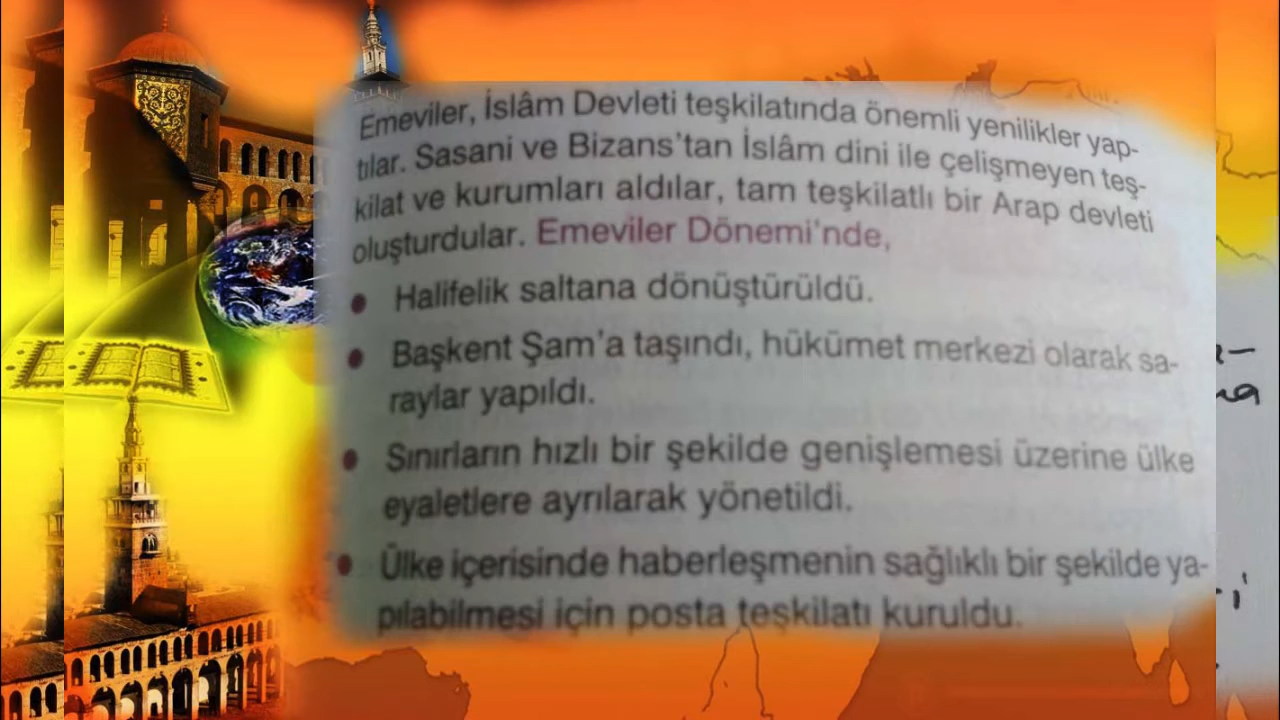 Emeviler, İslâm Devleti teşkilatında önemli yenilikler yap-
tılar. Sasani ve Bizans'tan İslâm dini ile çelişmeyen teş-
kilat ve kurumları aldılar, tam teşkilatlı bir Arap devleti
oluşturdular. Emeviler Dönemi'nde,
• Halifelik saltana dönüştürüldü.
• Başkent Şam'a taşındı, hükümet merkezi olarak sa-
raylar yapıldı.
• Sınırların hızlı bir şekilde genişlemesi üzerine ülke
eyaletlere ayrılarak yönetildi.
• Ülke içerisinde haberleşmenin sağlıklı bir şekilde ya-
pılabilmesi için posta teşkilatı kuruldu.